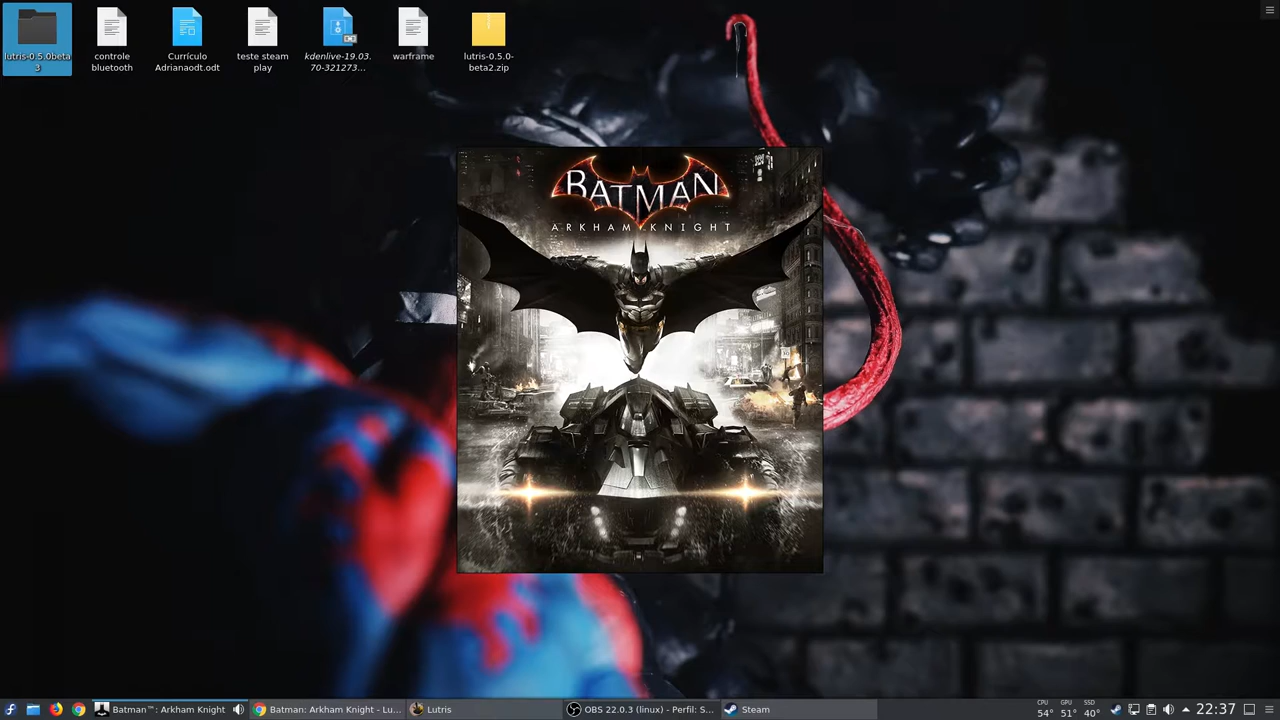 lutris-0.5.0beta
3
controle
bluetooth
Currículo
Adrianaodt.odt
teste steam
play
kdenlive-19.03.
70-321273...
warframe
lutris-0.5.0-
beta2.zip
BATMAN
ARKHAM KNIGHT
Batman™: Arkham Knight
Batman: Arkham Knight - Lu...
Lutris
OBS 22.0.3 (linux) - Perfil: S...
Steam
CPU
54°
GPU
51°
SSD
40°
22:37